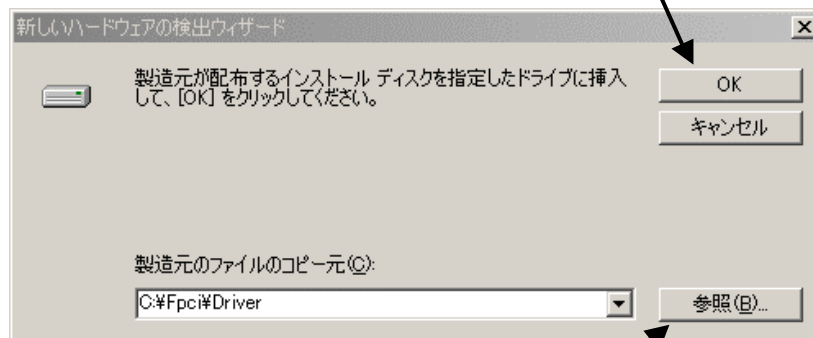 新しいハードウェアの検出ウィザード
製造元が配布するインストール ディスクを指定したドライブに挿入
して、[OK] をクリックしてください。
OK
キャンセル
製造元のファイルのコピー元(C):
C:¥Fpci¥Driver
参照(B)...